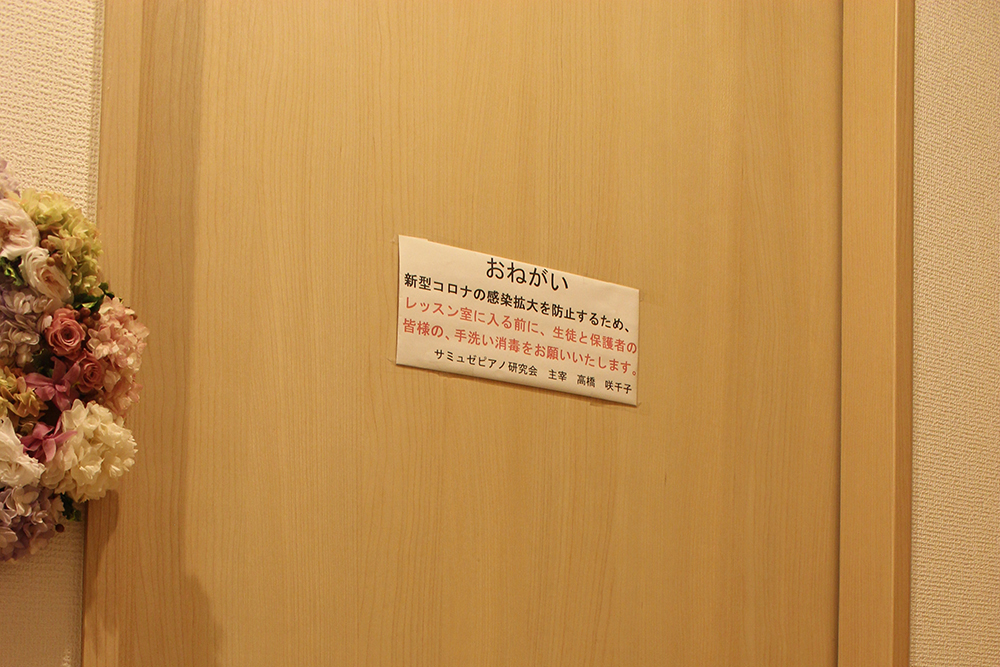 おねがい
新型コロナの感染拡大を防止するため、
レッスン室に入る前に、生徒と保護者の
皆様の、手洗い消毒をお願いいたします。
サミュゼピアノ研究会　主宰　高橋　咲千子